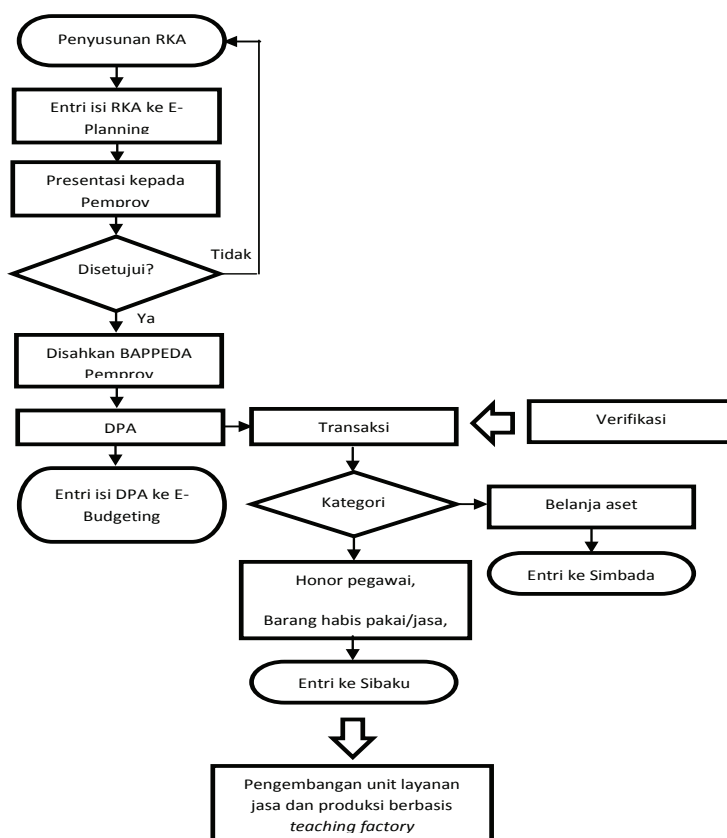 Penyusunan RKA
Entri isi RKA ke E-
Planning
Presentasi kepada
Pemprov
Disetujui?
Tidak
Ya
Disahkan BAPPEDA
Pemprov
DPA
Transaksi
Verifikasi
Entri isi DPA ke E-
Budgeting
Kategori
Belanja aset
Entri ke Simbada
Honor pegawai,
Barang habis pakai/jasa,
Entri ke Sibaku
Pengembangan unit layanan
jasa dan produksi berbasis
teaching factory